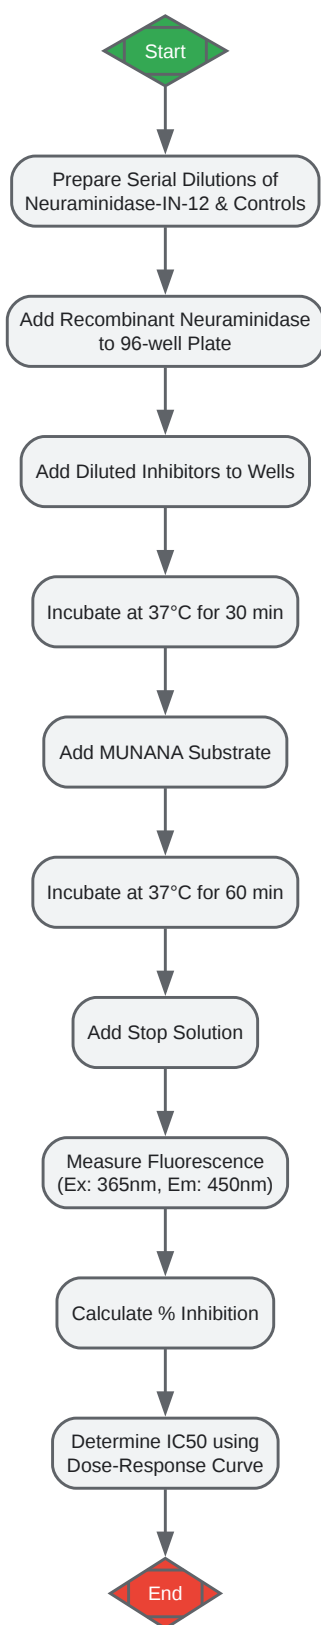 Start
Prepare Serial Dilutions of
Neuraminidase-IN-12 & Controls
Add Recombinant Neuraminidase
to 96-well Plate
Add Diluted Inhibitors to Wells
Incubate at 37°C for 30 min
Add MUNANA Substrate
Incubate at 37°C for 60 min
Add Stop Solution
Measure Fluorescence
(Ex: 365nm, Em: 450nm)
Calculate % Inhibition
Determine IC50 using
Dose-Response Curve
End